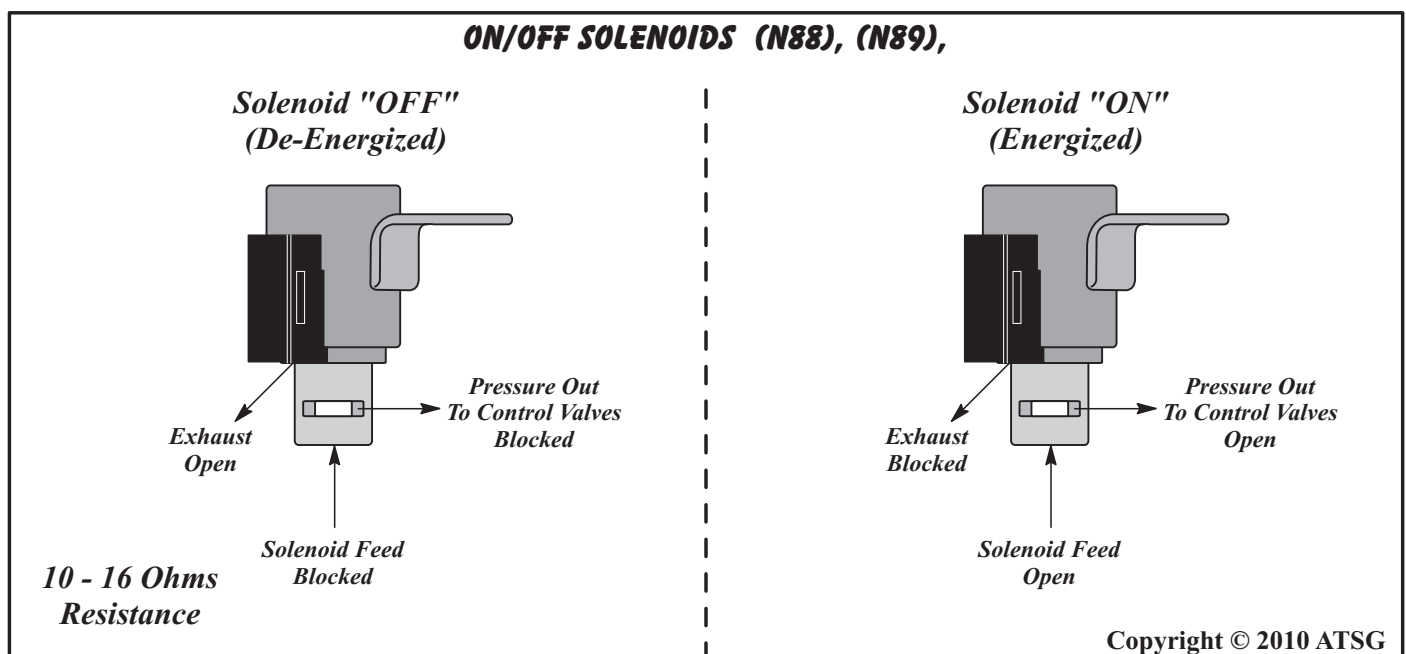 ON/OFF SOLENOIDS (N88), (N89),
Solenoid "OFF"
(De-Energized)
Pressure Out
To Control Valves
Blocked
Exhaust
Open
Solenoid Feed
Blocked
10 - 16 Ohms
Resistance
Solenoid "ON"
(Energized)
Pressure Out
To Control Valves
Open
Exhaust
Blocked
Solenoid Feed
Open
Copyright © 2010 ATSG